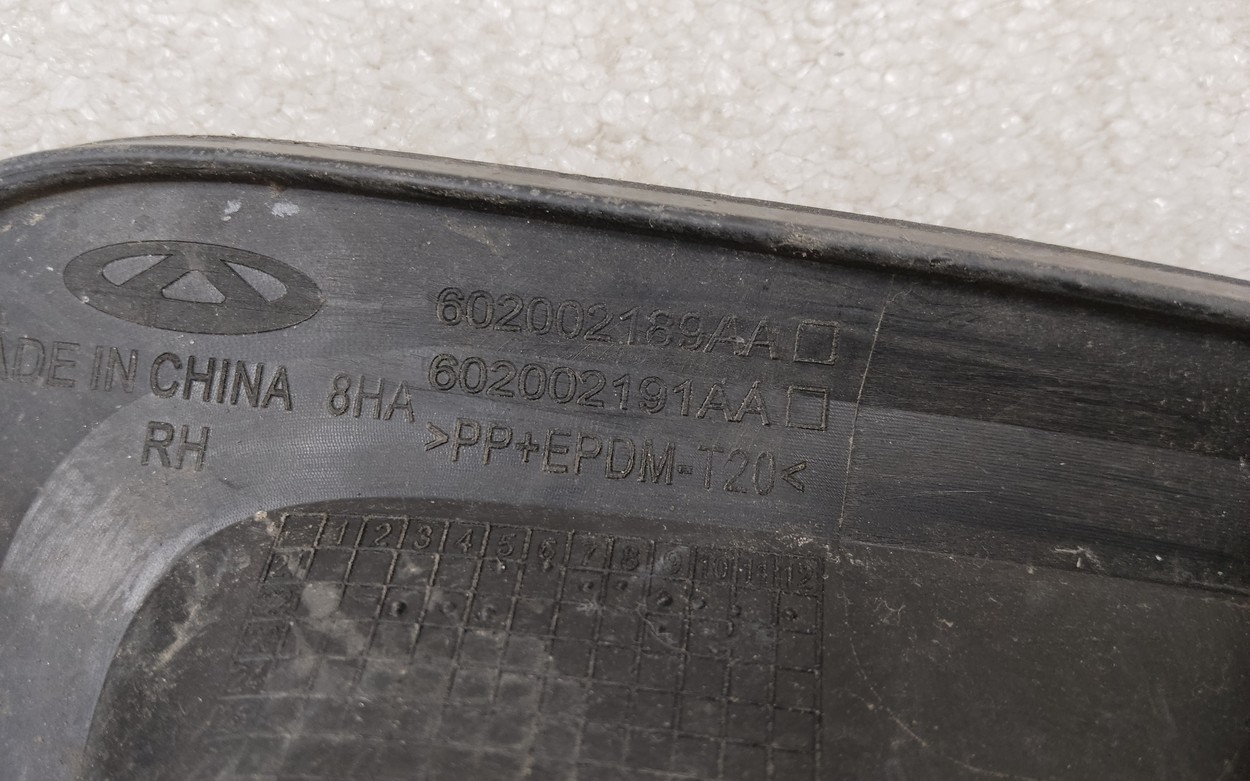 602002189AA
ADE IN CHINA 8HA 602002191AA
RH >PP+EPDM-T20<
1 2 3 4 5 6 7 8 9 10 11 12